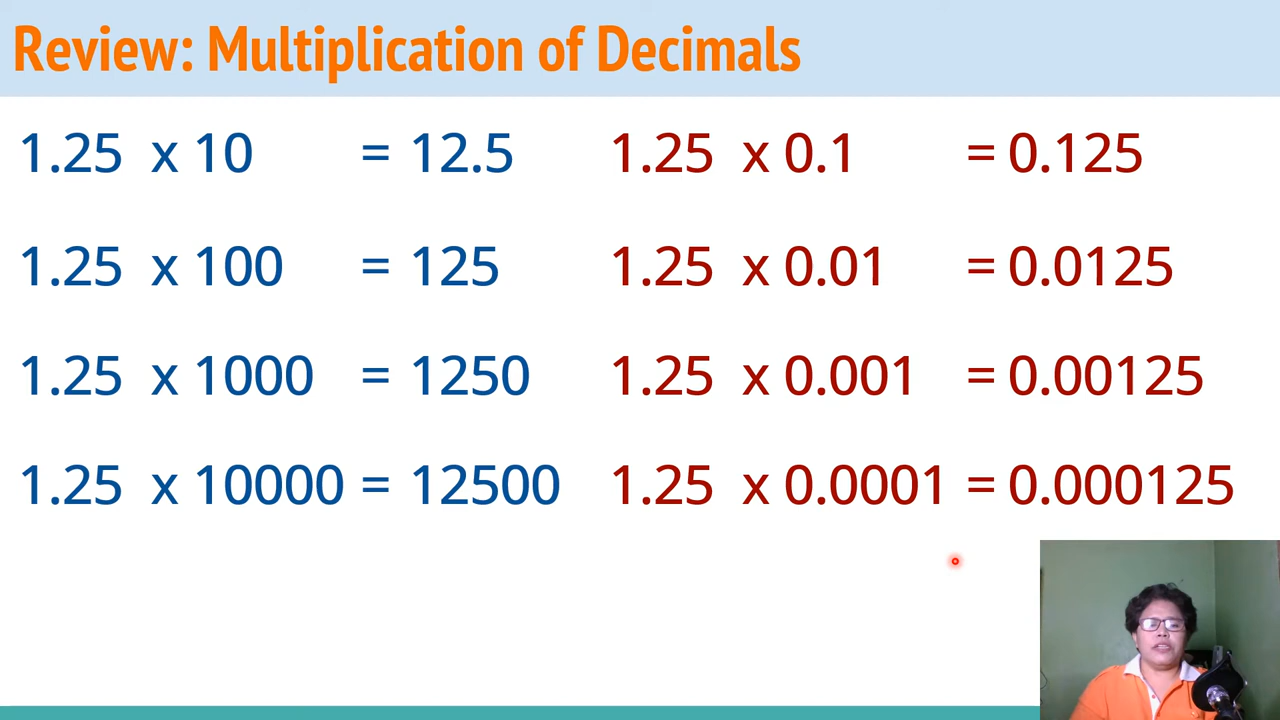 Review: Multiplication of Decimals
1.25 x 10 = 12.5
1.25 x 100 = 125
1.25 x 1000 = 1250
1.25 x 10000 = 12500
1.25 x 0.1 = 0.125
1.25 x 0.01 = 0.0125
1.25 x 0.001 = 0.00125
1.25 x 0.0001 = 0.000125